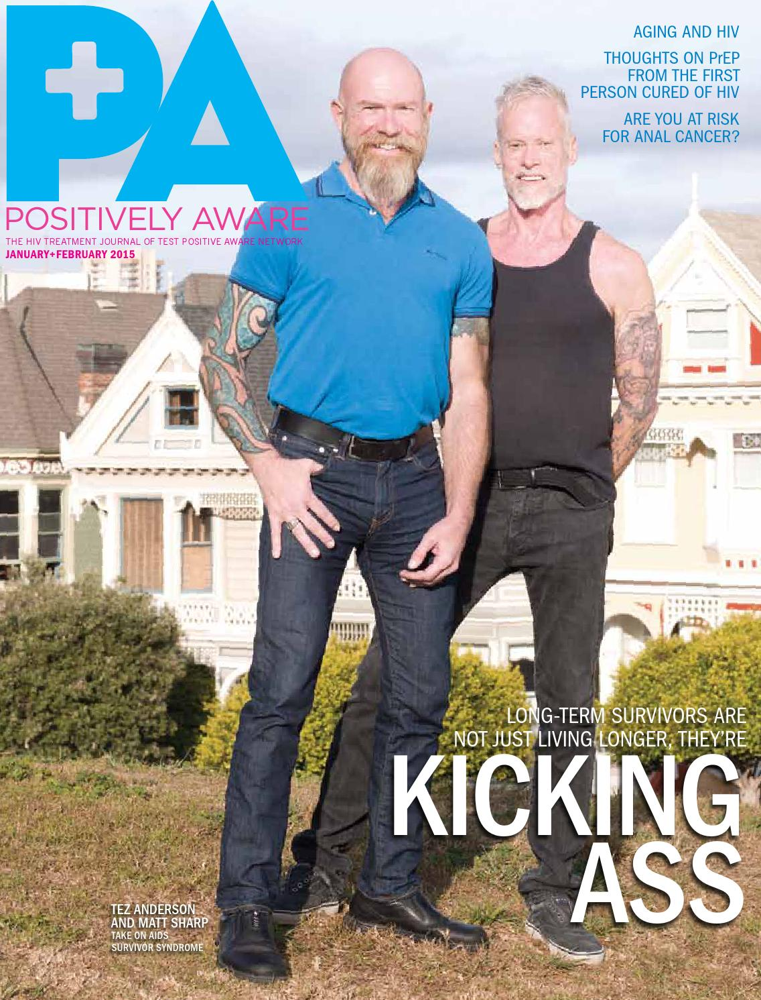 PA
POSITIVELY AWARE
THE HIV TREATMENT JOURNAL OF TEST POSITIVE AWARE NETWORK
JANUARY+FEBRUARY 2015
AGING AND HIV
THOUGHTS ON PrEP
FROM THE FIRST
PERSON CURED OF HIV
ARE YOU AT RISK
FOR ANAL CANCER?
LONG-TERM SURVIVORS ARE
NOT JUST LIVING LONGER, THEY'RE
KICKING
ASS
TEZ ANDERSON
AND MATT SHARP
TAKE ON AIDS
SURVIVOR SYNDROME